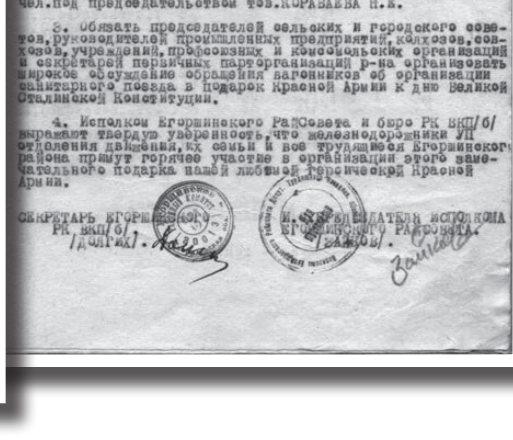 чел.под председательством тов.КОРАВАЕВА Н.И.
3. Обязать председателей сельских и городского сове-
тов,руководителей промышленных предприятий,колхозов,сов-
хозов,учреждений,профсоюзных и комсомольских организаций
и секретарей первичных парторганизаций р-на организовать
широкое обсуждение обращения вагонников об организации
санитарного поезда в подарок Красной Армии к дню Великой
Сталинской Конституции.
4. Исполком Егоршинского РайСовета и бюро РК ВКП/б/
выражают твердую уверенность,что железнодорожники УП
отделения движения,их семьи и все трудящиеся Егоршинског
района примут горячее участие в организации этого заме-
чательного подарка нашей любимой героической Красной
Армии.
СЕКРЕТАРЬ ЕГОРШИНСКОГО
РК ВКП/б/
/ДОЛГИХ/.
И. ПРЕДСЕДАТЕЛЯ ИСПОЛКОМА
ЕГОРШИНСКОГО РАЙСОВЕТА.
/ЗАЙКОВ/.